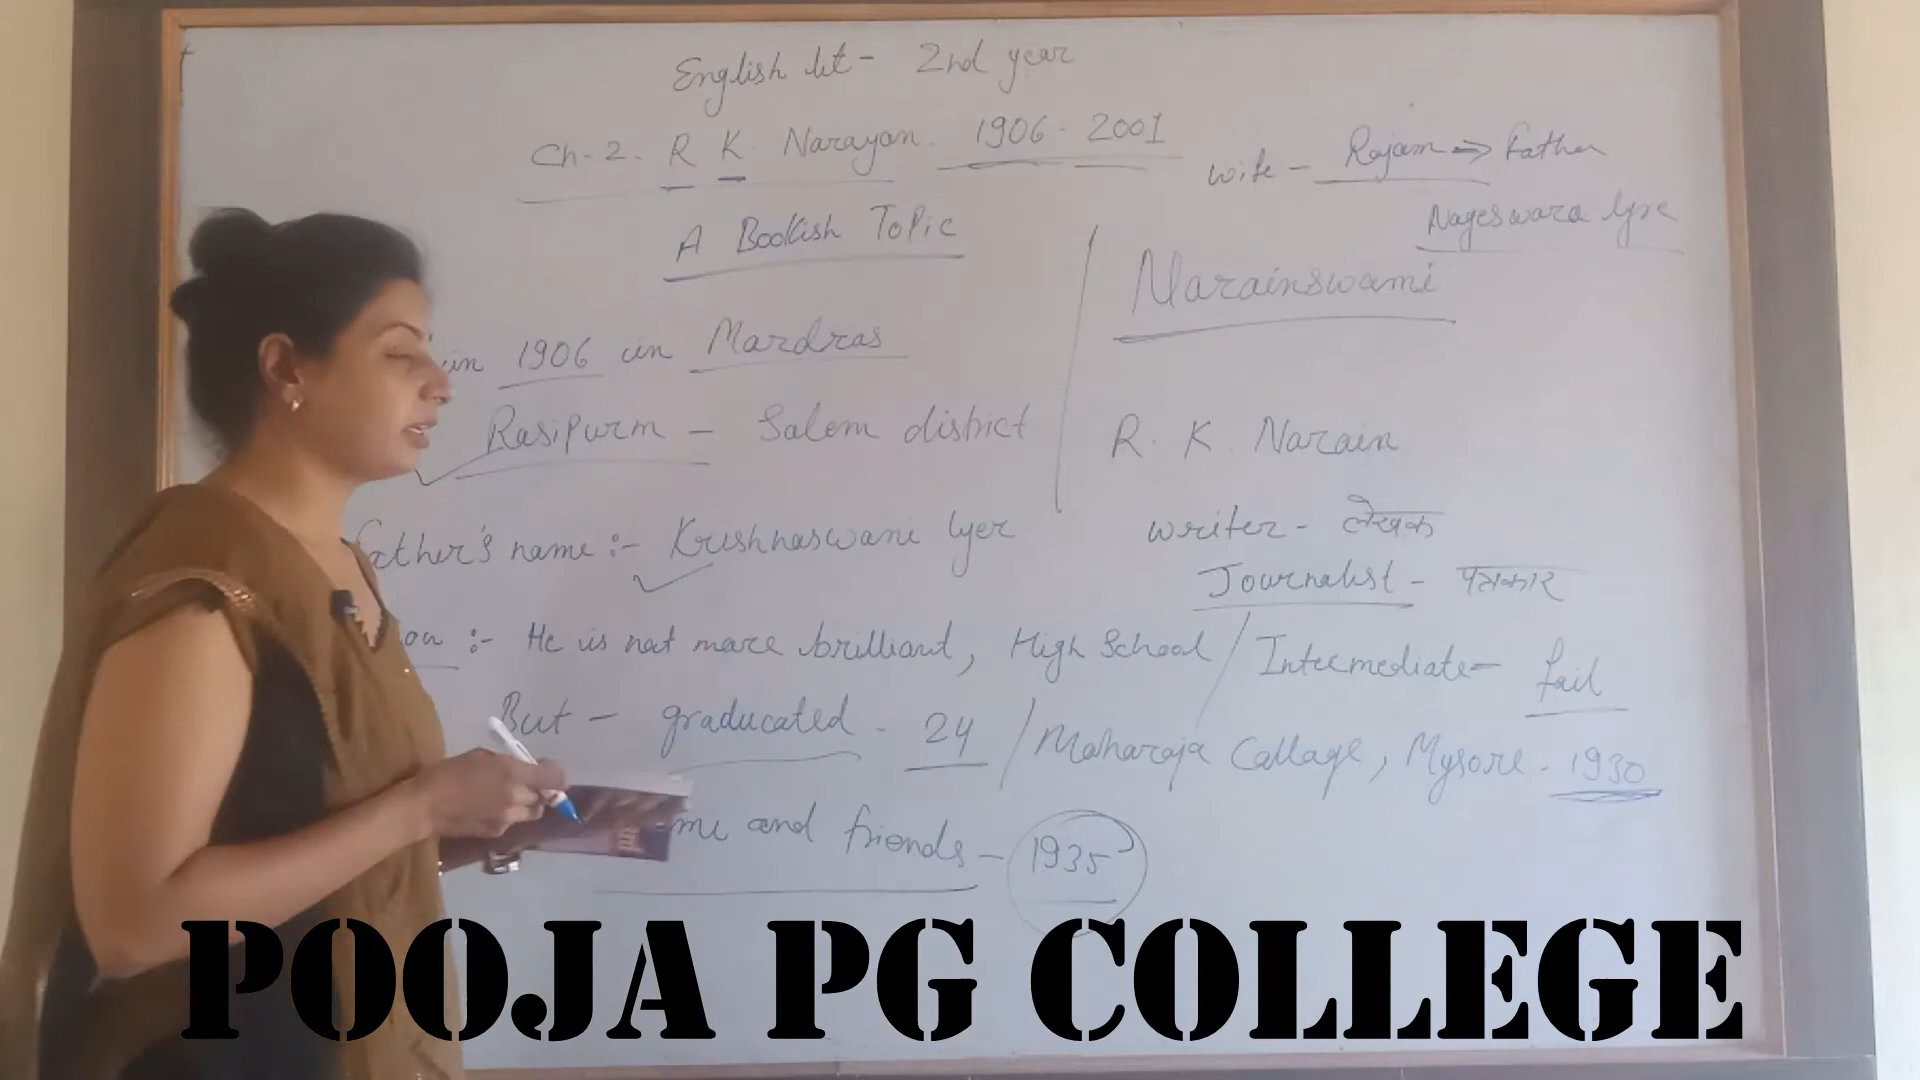 English lit - 2nd year
Ch-2. R K Narayan. 1906-2001
A Bookish Topic
wife - Rajam => Father
Nageswara Iyre
Narainswami
in 1906 in Mardras
Rasipurm - Salem district
R. K. Narain
Father's name :- Krishnaswami Iyer
writer - लेखक
Journalist - पत्रकार
:- He is not more brilliant, High School / Intermediate - fail
But - graducated - 24 / Maharaja Callage, Mysore - 1930
and friends - 1935
POOJA PG COLLEGE